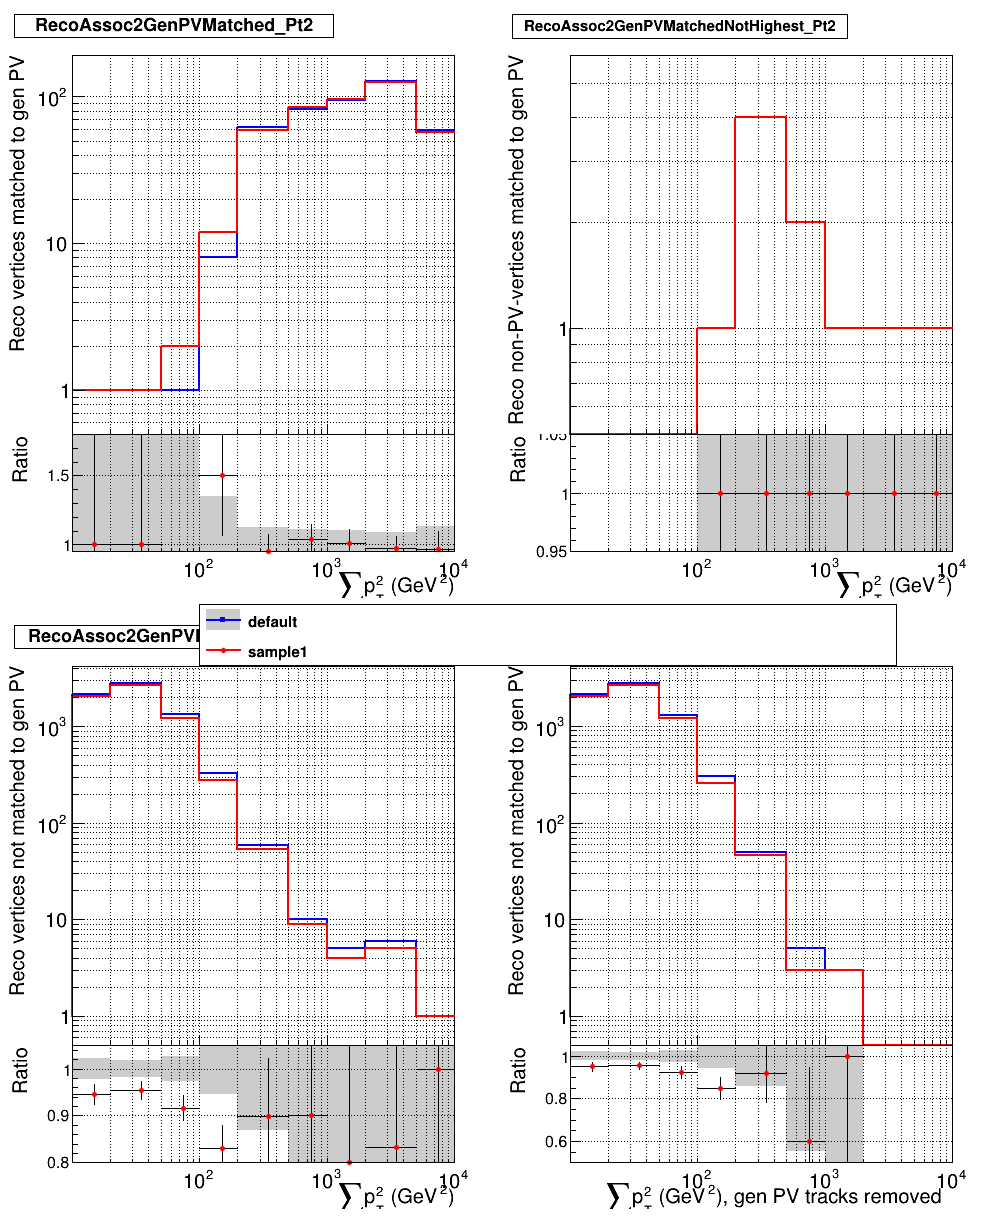 RecoAssoc2GenPVMatched_Pt2
RecoAssoc2GenPVMatchedNotHighest_Pt2
Reco vertices matched to gen PV
10²
10
1
Ratio
1.5
1
10² 10³ 10⁴
∑ p²_T (GeV²)
Reco non-PV-vertices matched to gen PV
1
Ratio
1.05
1
0.95
10² 10³ 10⁴
∑ p²_T (GeV²)
default
sample1
RecoAssoc2GenPV
Reco vertices not matched to gen PV
10³
10²
10
1
Ratio
1
0.9
0.8
10² 10³ 10⁴
∑ p²_T (GeV²)
Reco vertices not matched to gen PV
10³
10²
10
1
Ratio
1
0.8
0.6
10² 10³ 10⁴
∑ p²_T (GeV²), gen PV tracks removed